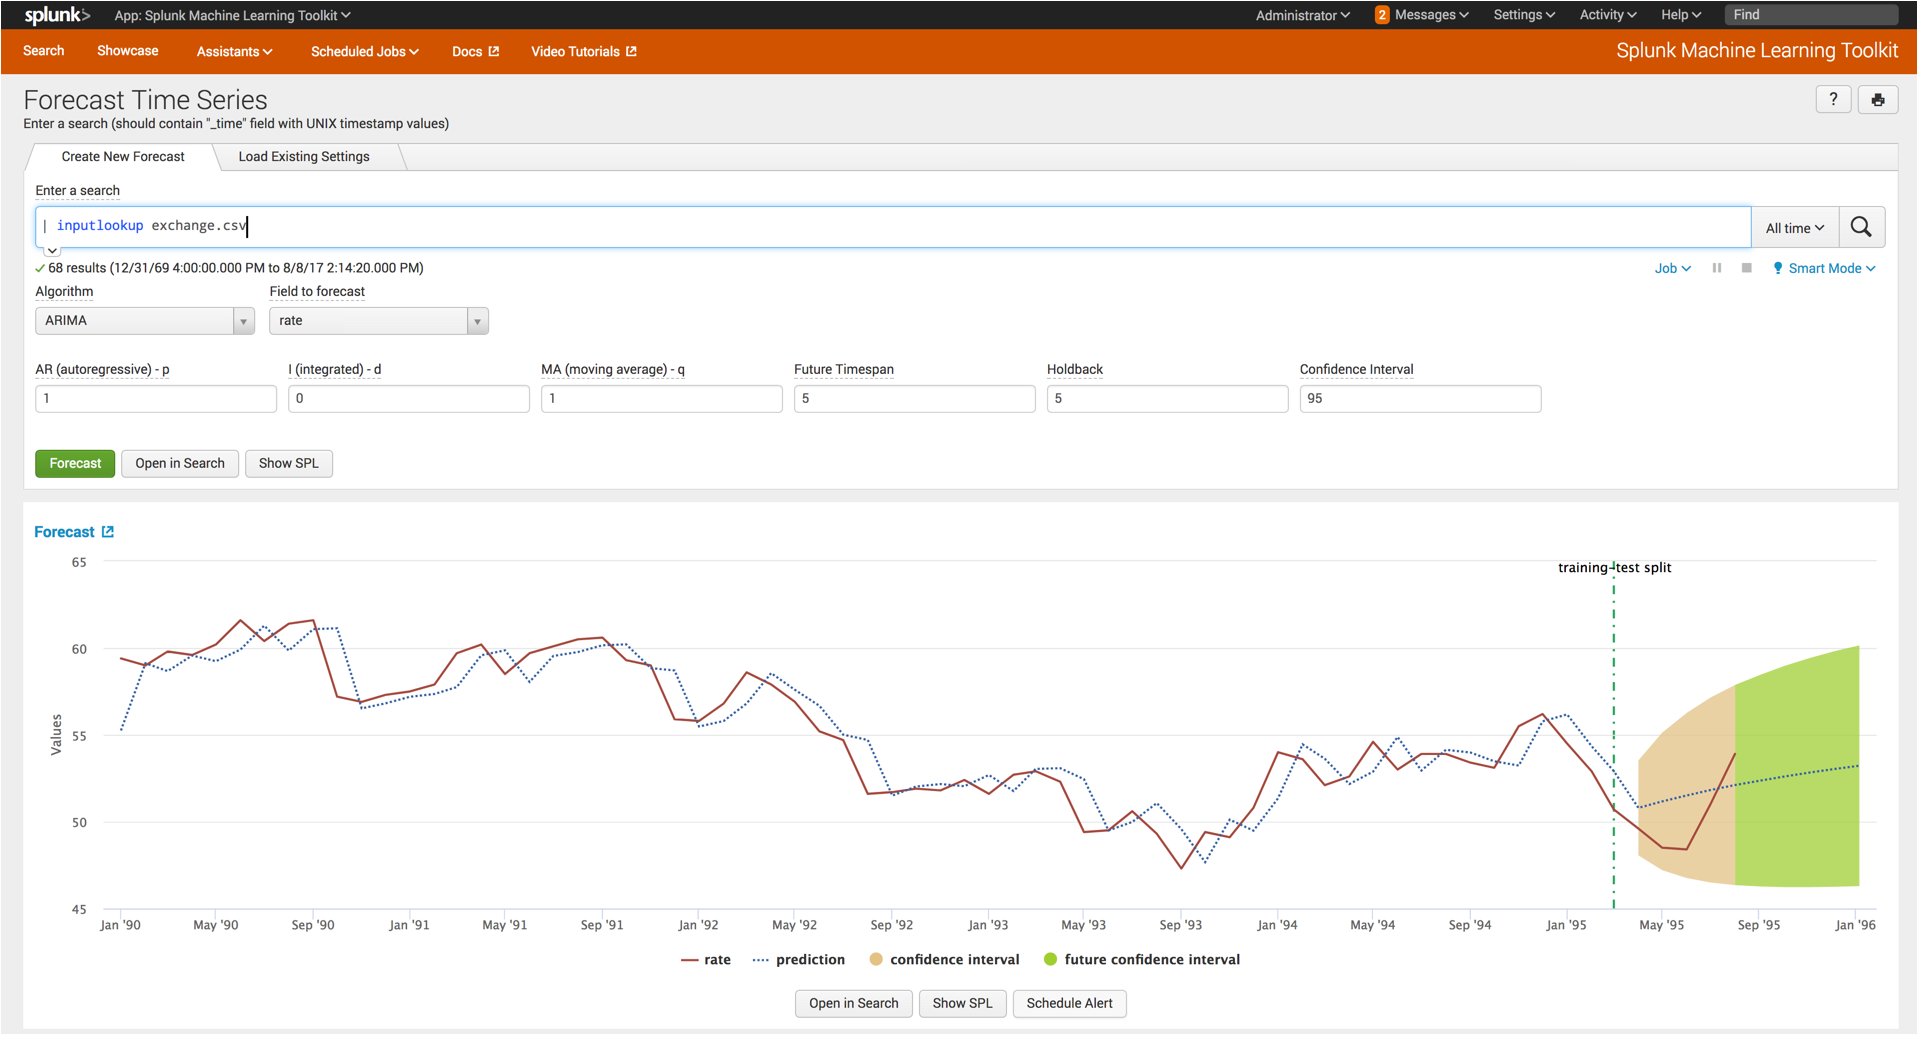 splunk> App: Splunk Machine Learning Toolkit Administrator 2 Messages Settings Activity Help Find
Search Showcase Assistants Scheduled Jobs Docs Video Tutorials Splunk Machine Learning Toolkit
Forecast Time Series ?
Enter a search (should contain "_time" field with UNIX timestamp values)
Create New Forecast Load Existing Settings
Enter a search
| inputlookup exchange.csv All time
68 results (12/31/69 4:00:00.000 PM to 8/8/17 2:14:20.000 PM) Job Smart Mode
Algorithm Field to forecast
ARIMA rate
AR (autoregressive) - p I (integrated) - d MA (moving average) - q Future Timespan Holdback Confidence Interval
1 0 1 5 5 95
Forecast Open in Search Show SPL
Forecast
65
training-test split
60
55
Values
50
45
Jan '90 May '90 Sep '90 Jan '91 May '91 Sep '91 Jan '92 May '92 Sep '92 Jan '93 May '93 Sep '93 Jan '94 May '94 Sep '94 Jan '95 May '95 Sep '95 Jan '96
rate prediction confidence interval future confidence interval
Open in Search Show SPL Schedule Alert